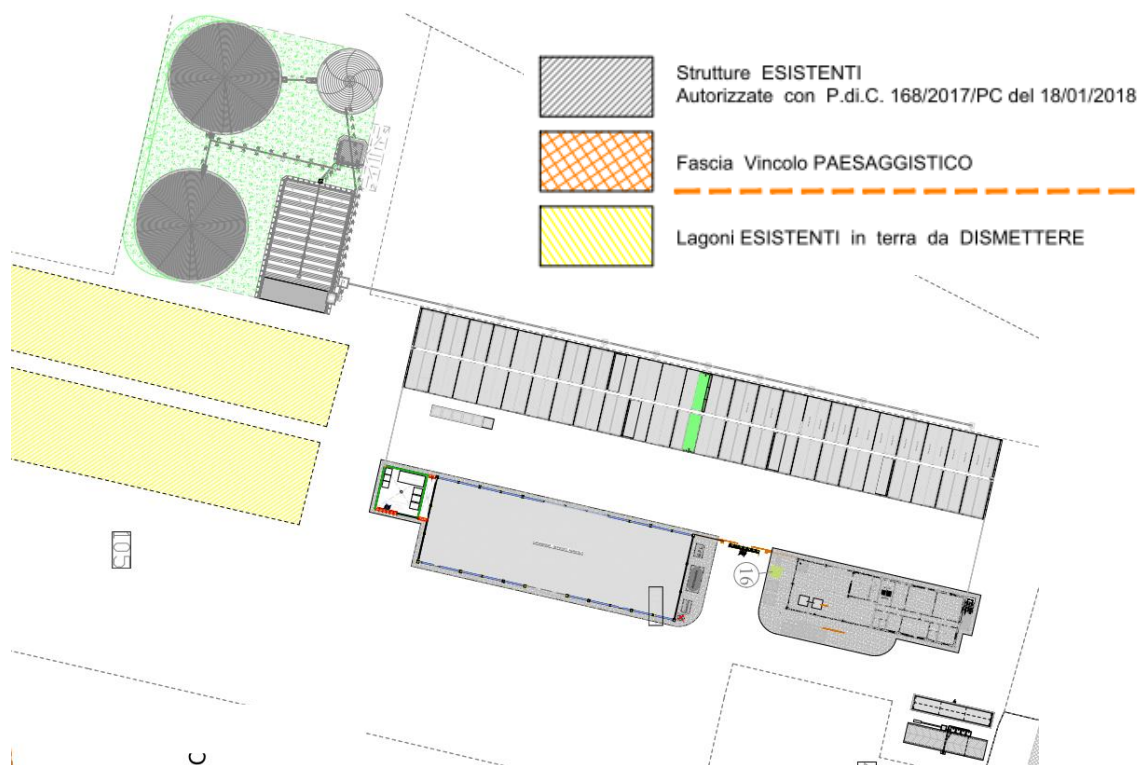 Strutture ESISTENTI
Autorizzate con P.di.C. 168/2017/PC del 18/01/2018
Fascia Vincolo PAESAGGISTICO
Lagoni ESISTENTI in terra da DISMETTERE
105
16
C